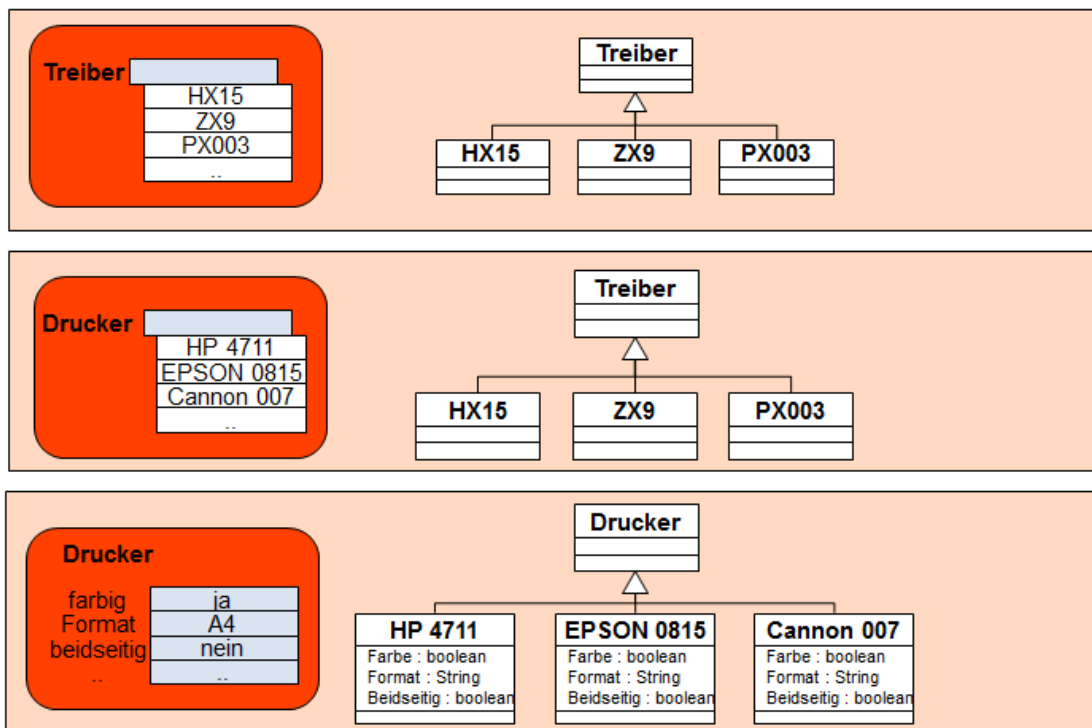 Treiber
HX15
ZX9
PX003
..
Treiber
HX15
ZX9
PX003
Drucker
HP 4711
EPSON 0815
Cannon 007
..
Treiber
HX15
ZX9
PX003
Drucker
farbig ja
Format A4
beidseitig nein
.. ..
Drucker
HP 4711
Farbe : boolean
Format : String
Beidseitig : boolean
EPSON 0815
Farbe : boolean
Format : String
Beidseitig : boolean
Cannon 007
Farbe : boolean
Format : String
Beidseitig : boolean